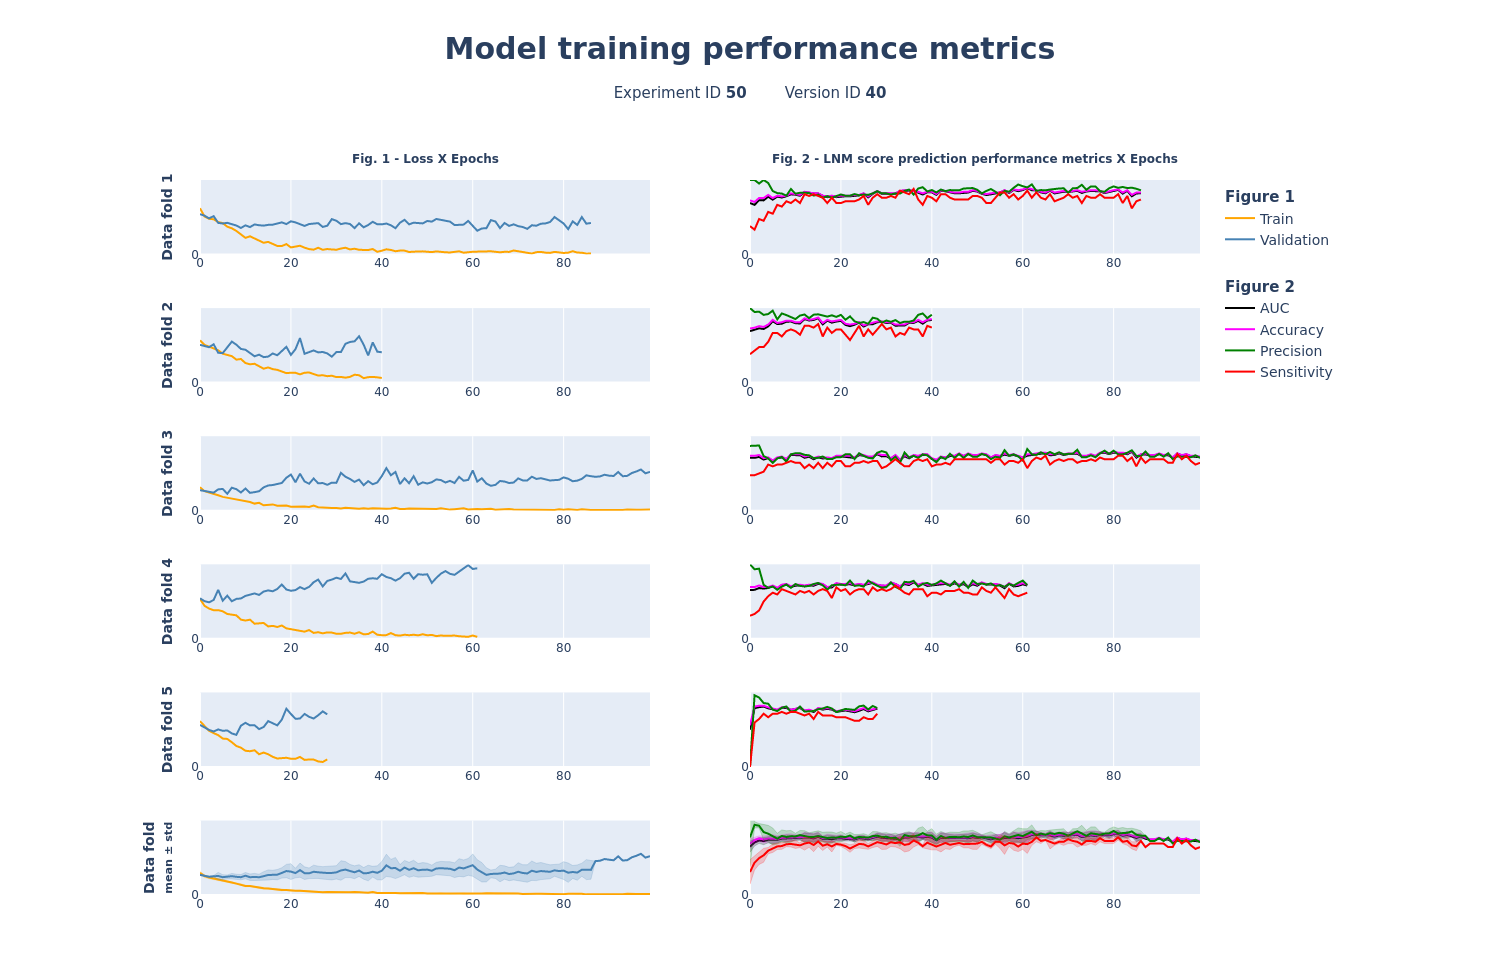 Model training performance metrics
Experiment ID 50 Version ID 40
Fig. 1 - Loss X Epochs
Fig. 2 - LNM score prediction performance metrics X Epochs
Data fold 1
0
0 20 40 60 80
0
0 20 40 60 80
Figure 1
Train
Validation
Figure 2
AUC
Accuracy
Precision
Sensitivity
Data fold 2
0
0 20 40 60 80
0
0 20 40 60 80
Data fold 3
0
0 20 40 60 80
0
0 20 40 60 80
Data fold 4
0
0 20 40 60 80
0
0 20 40 60 80
Data fold 5
0
0 20 40 60 80
0
0 20 40 60 80
Data fold
mean ± std
0
0 20 40 60 80
0
0 20 40 60 80